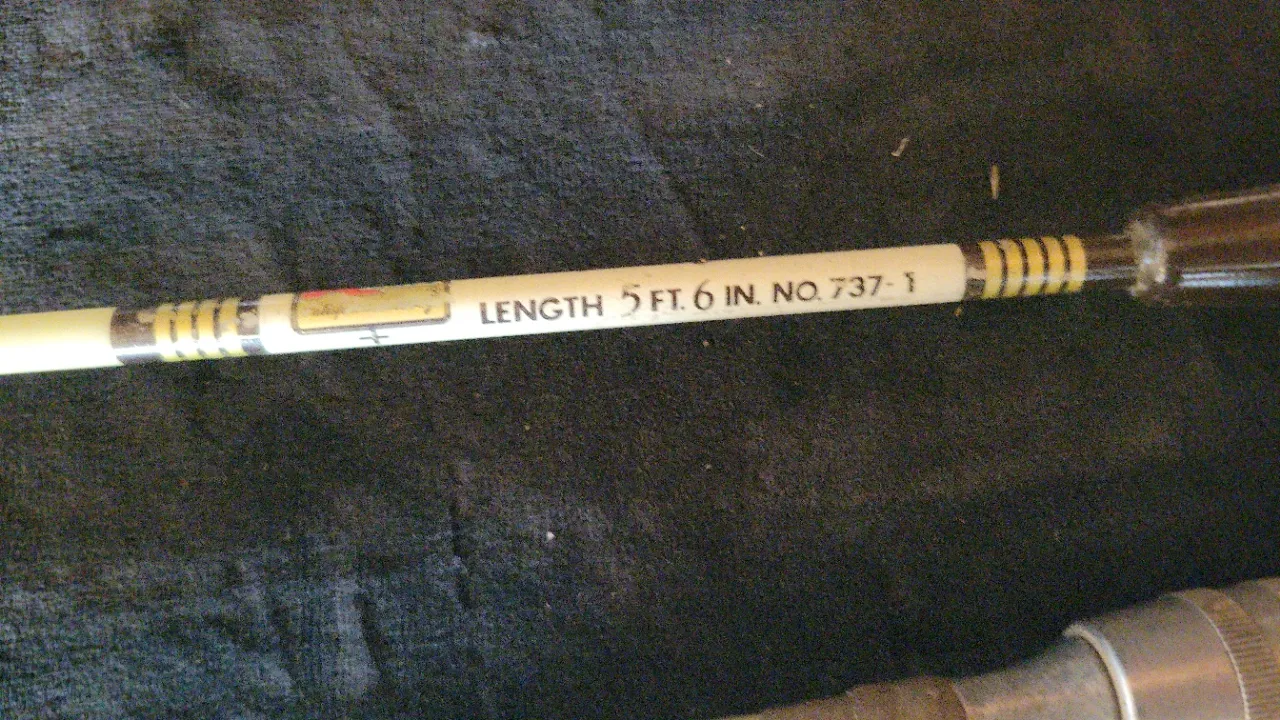 LENGTH 5 FT. 6 IN. NO. 737-1